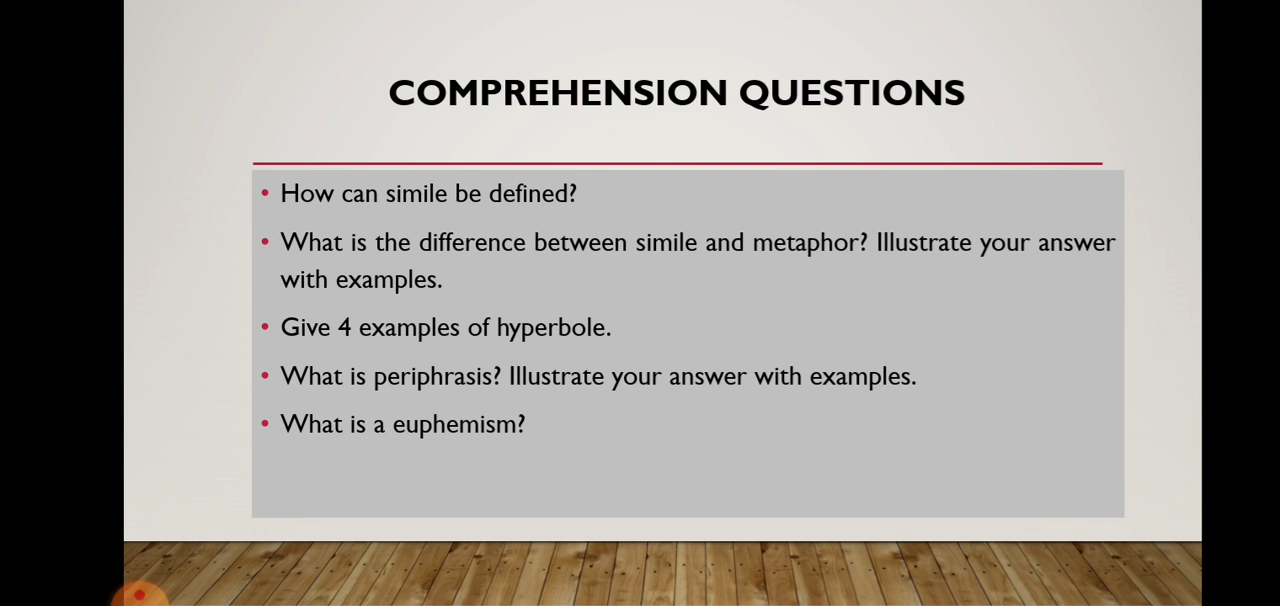 COMPREHENSION QUESTIONS
• How can simile be defined?
• What is the difference between simile and metaphor? Illustrate your answer
with examples.
• Give 4 examples of hyperbole.
• What is periphrasis? Illustrate your answer with examples.
• What is a euphemism?